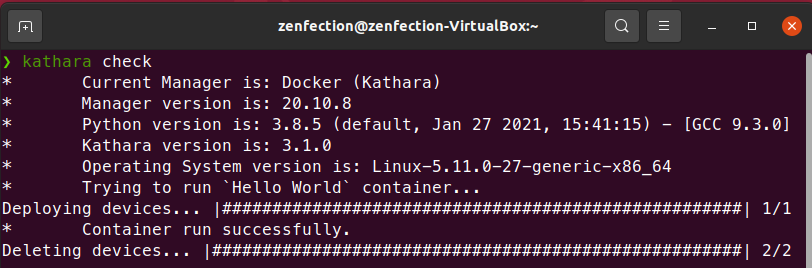 zenfection@zenfection-VirtualBox:~
❯ kathara check
*       Current Manager is: Docker (Kathara)
*       Manager version is: 20.10.8
*       Python version is: 3.8.5 (default, Jan 27 2021, 15:41:15) - [GCC 9.3.0]
*       Kathara version is: 3.1.0
*       Operating System version is: Linux-5.11.0-27-generic-x86_64
*       Trying to run `Hello World` container...
Deploying devices... |####################################################| 1/1
*       Container run successfully.
Deleting devices... |#####################################################| 2/2